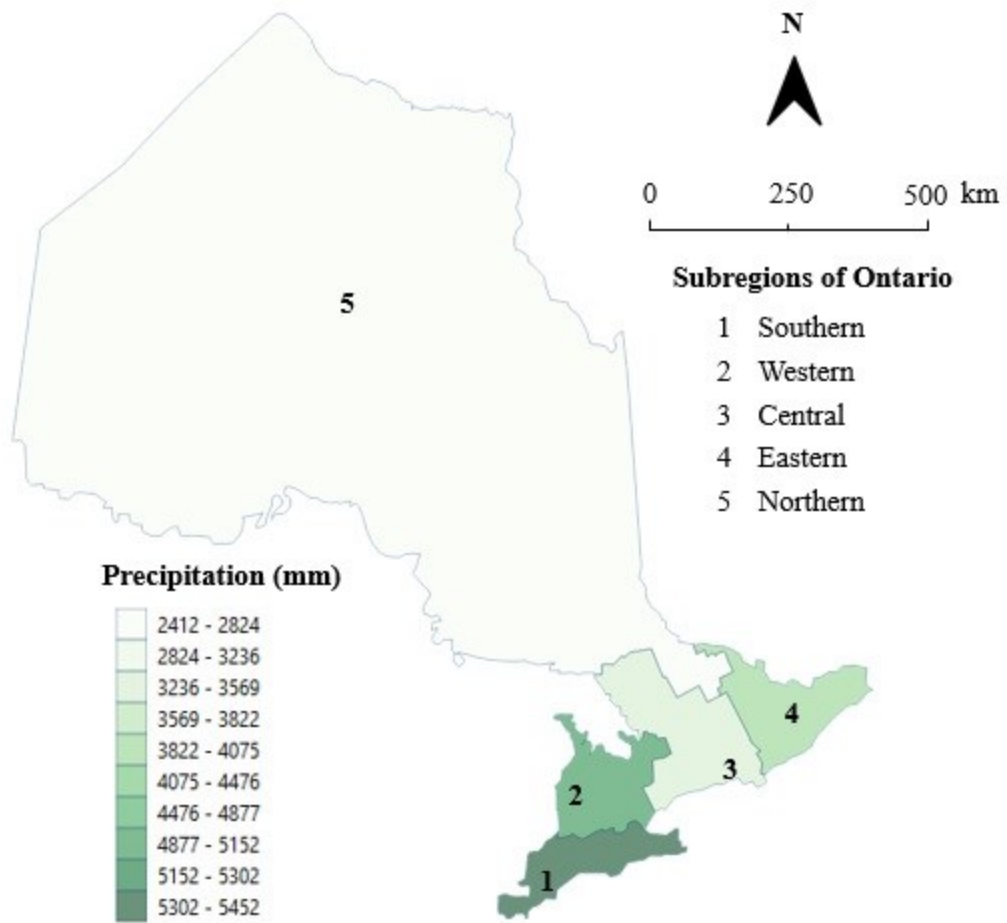 N
0 250 500 km
Subregions of Ontario
1 Southern
2 Western
3 Central
4 Eastern
5 Northern
5
Precipitation (mm)
2412 - 2824
2824 - 3236
3236 - 3569
3569 - 3822
3822 - 4075
4075 - 4476
4476 - 4877
4877 - 5152
5152 - 5302
5302 - 5452
4
3
2
1